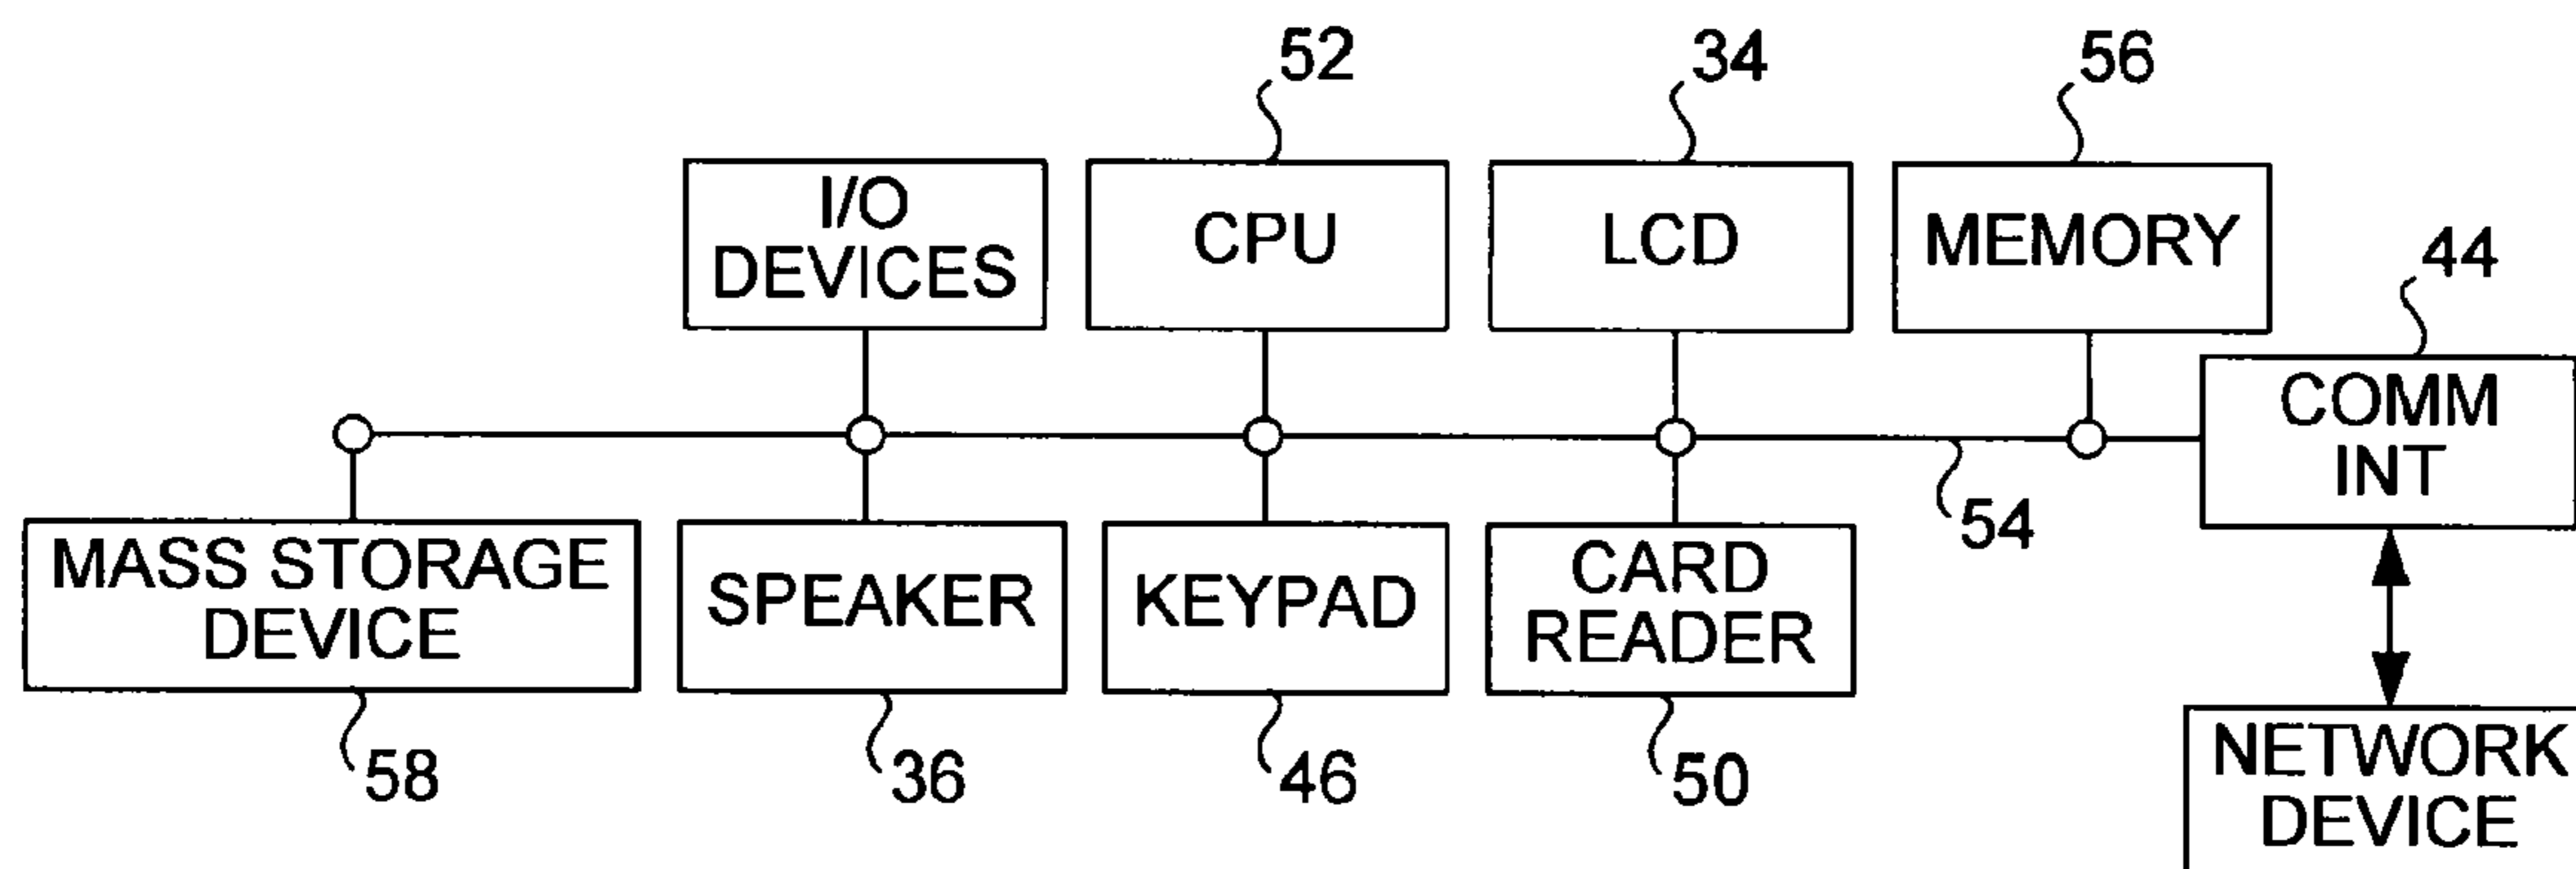 52
34
56
I/O
DEVICES
CPU
LCD
MEMORY
44
COMM
INT
54
MASS STORAGE
DEVICE
SPEAKER
KEYPAD
CARD
READER
58
36
46
50
NETWORK
DEVICE